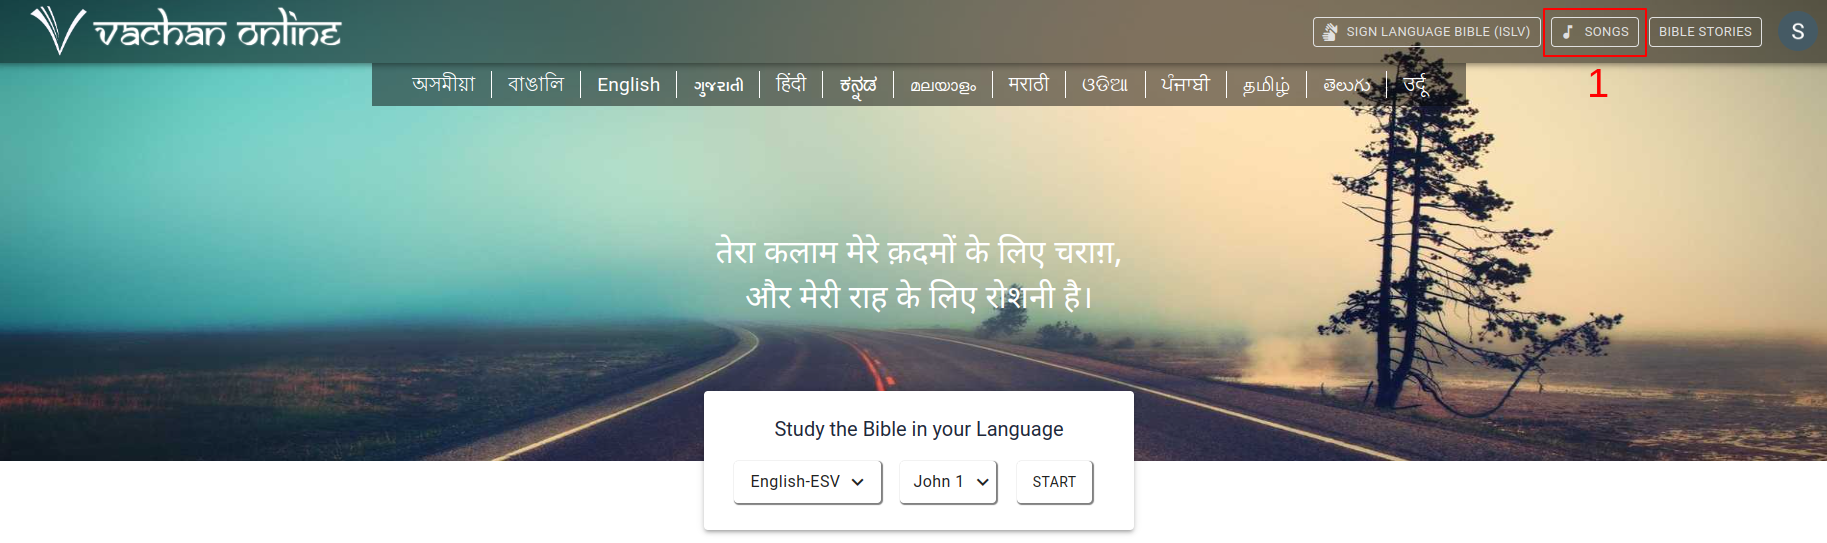 vachan online
SIGN LANGUAGE BIBLE (ISLV)
SONGS
BIBLE STORIES
S
1
অসমীয়া
বাঙালি
English
ગુજરાતી
हिंदी
ಕನ್ನಡ
മലയാളം
मराठी
ଓଡିଆ
ਪੰਜਾਬੀ
தமிழ்
తెలుగు
उर्दू
तेरा कलाम मेरे क़दमों के लिए चराग़,
और मेरी राह के लिए रोशनी है।
Study the Bible in your Language
English-ESV
John 1
START